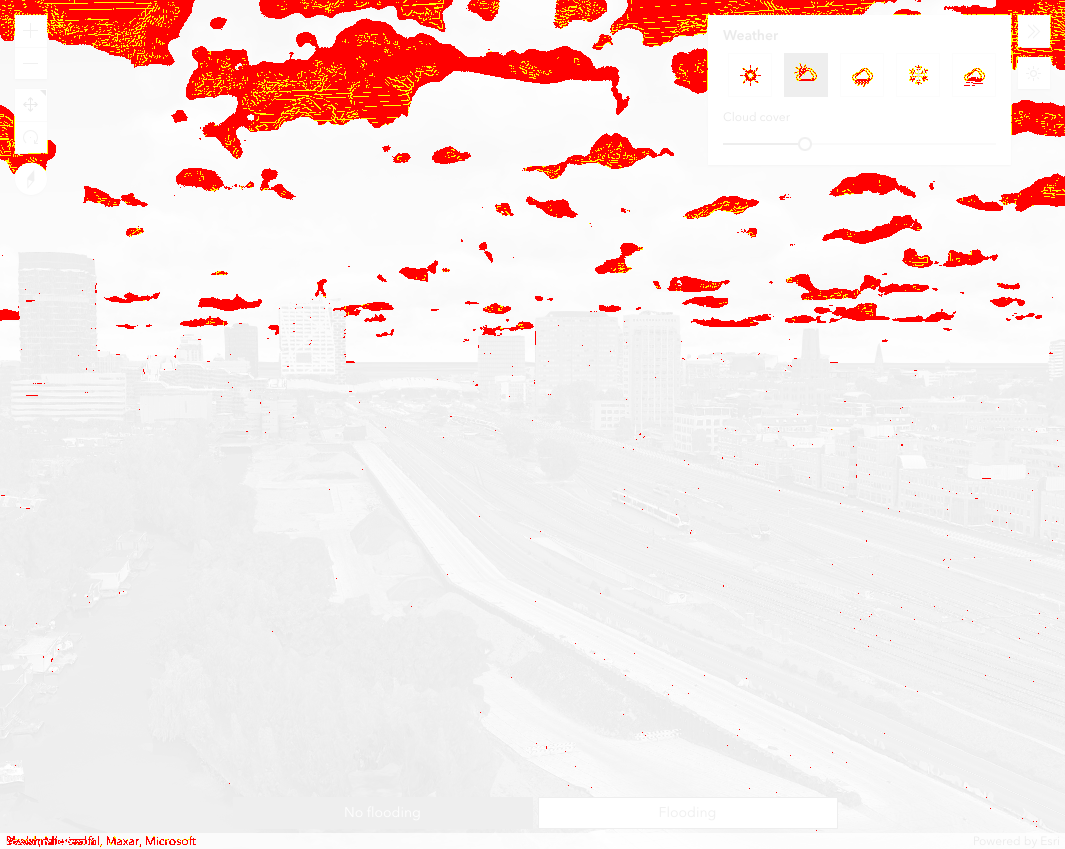 Weather
Cloud cover
No flooding
Flooding
Maxar, Microsoft
Powered by Esri